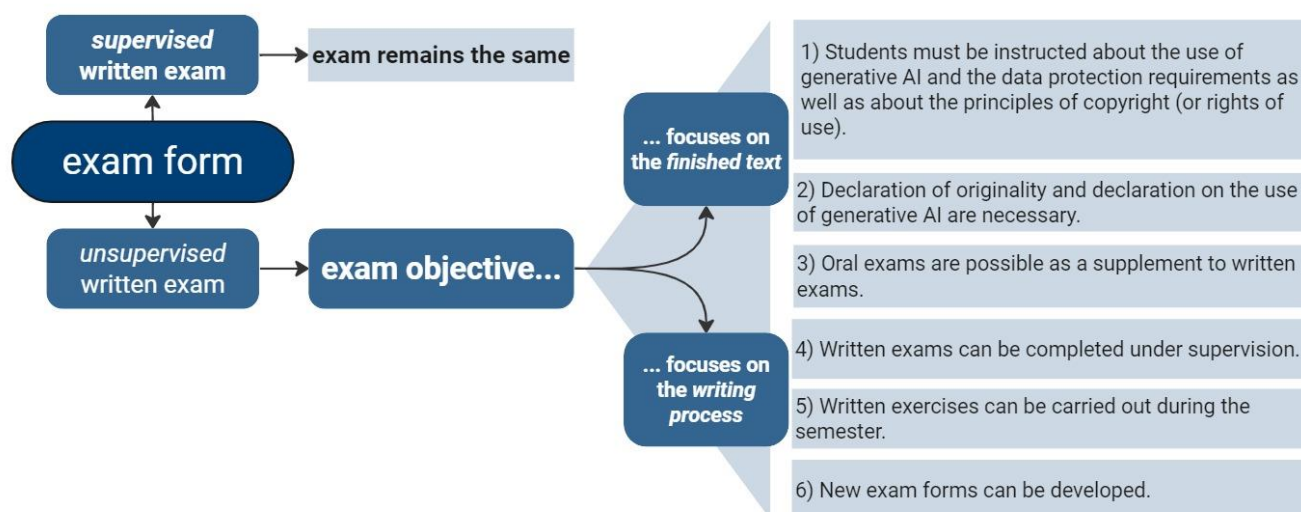 supervised
written exam
exam remains the same
exam form
unsupervised
written exam
exam objective...
... focuses on
the finished text
... focuses on
the writing
process
1) Students must be instructed about the use of
generative AI and the data protection requirements as
well as about the principles of copyright (or rights of
use).
2) Declaration of originality and declaration on the use
of generative AI are necessary.
3) Oral exams are possible as a supplement to written
exams.
4) Written exams can be completed under supervision.
5) Written exercises can be carried out during the
semester.
6) New exam forms can be developed.